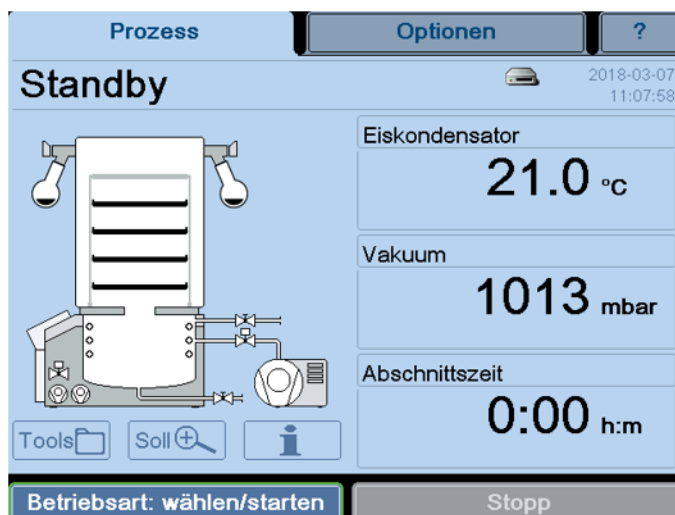 Prozess
Optionen
?
Standby
2018-03-07
11:07:58
Eiskondensator
21.0 °C
Vakuum
1013 mbar
Abschnittszeit
0:00 h:m
Tools
Soll
i
Betriebsart: wählen/starten
Stopp